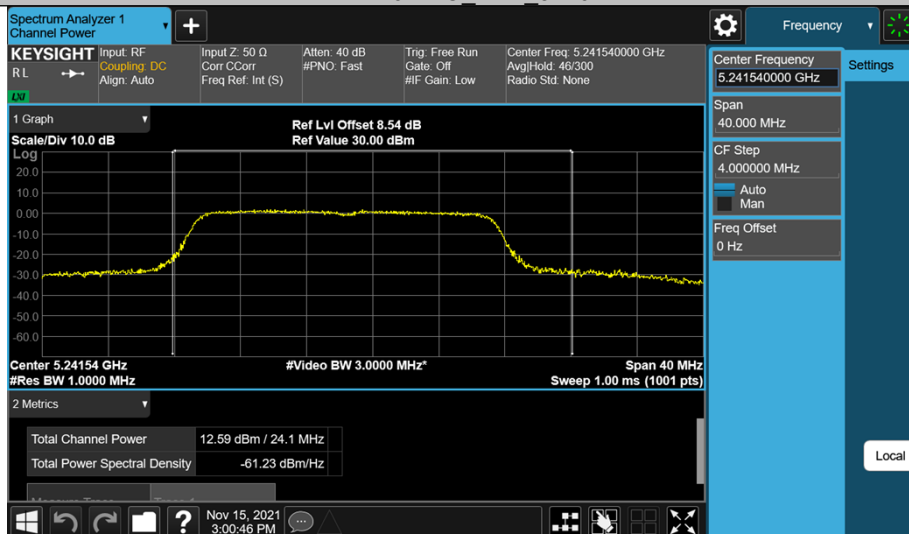 Spectrum Analyzer 1
Channel Power
Frequency
KEYSIGHT
R L
LXI
Input: RF
Coupling: DC
Align: Auto
Input Z: 50 Ω
Corr CCorr
Freq Ref: Int (S)
Atten: 40 dB
#PNO: Fast
Trig: Free Run
Gate: Off
#IF Gain: Low
Center Freq: 5.241540000 GHz
Avg|Hold: 46/300
Radio Std: None
Center Frequency
5.241540000 GHz
Settings
Span
40.000 MHz
CF Step
4.000000 MHz
Auto
Man
Freq Offset
0 Hz
Local
1 Graph
Scale/Div 10.0 dB
Ref Lvl Offset 8.54 dB
Ref Value 30.00 dBm
Log
20.0
10.0
0.00
-10.0
-20.0
-30.0
-40.0
-50.0
-60.0
Center 5.24154 GHz
#Res BW 1.0000 MHz
#Video BW 3.0000 MHz*
Span 40 MHz
Sweep 1.00 ms (1001 pts)
2 Metrics
Total Channel Power 12.59 dBm / 24.1 MHz
Total Power Spectral Density -61.23 dBm/Hz
Nov 15, 2021
3:00:46 PM